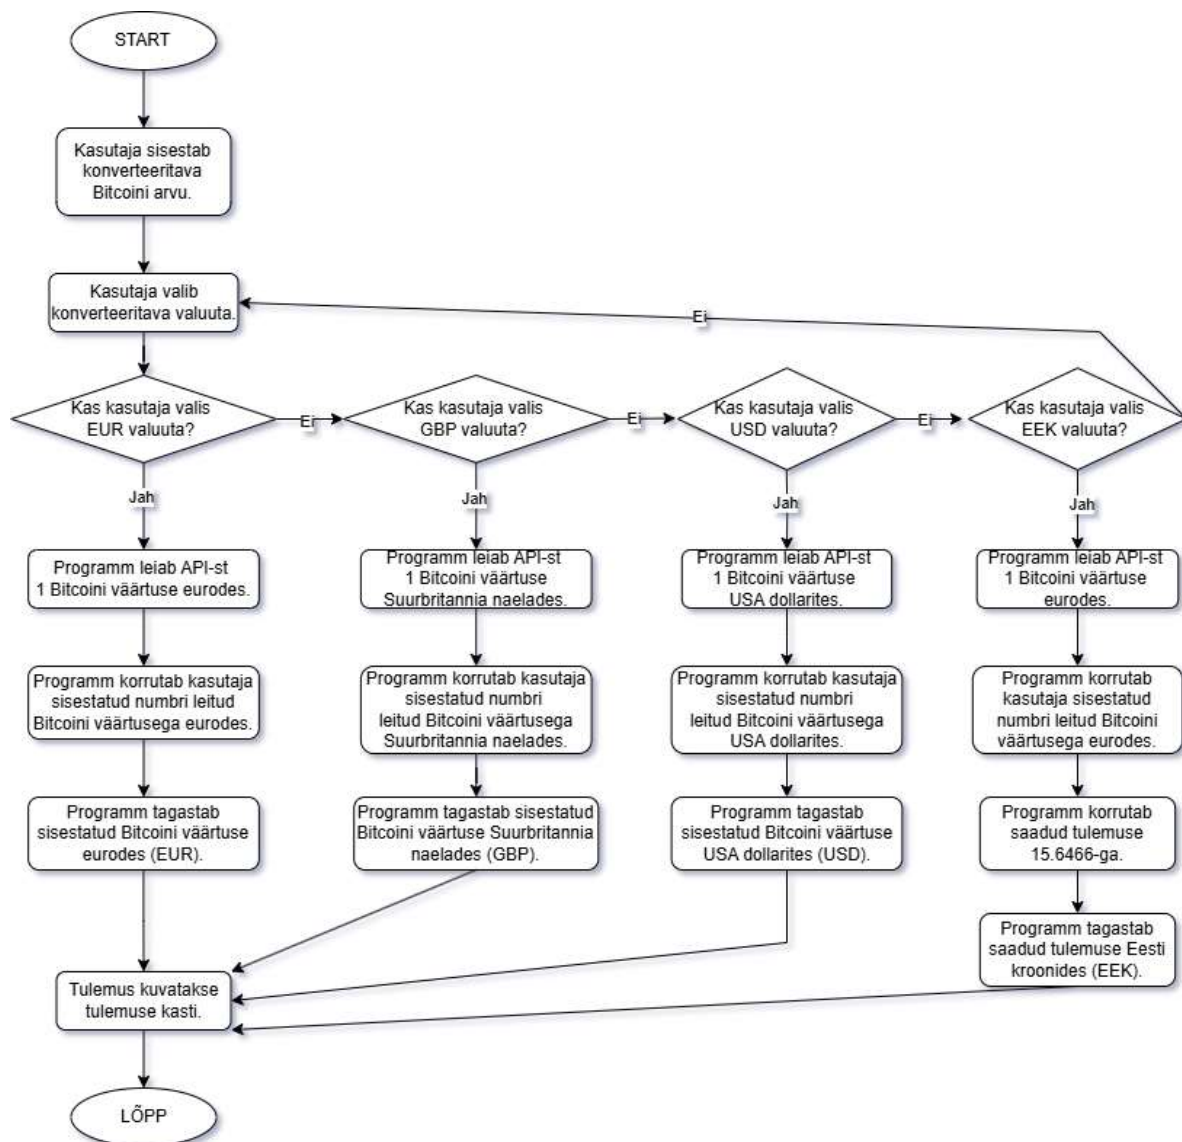 START
Kasutaja sisestab
konverteeritava
Bitcoini arvu.
Kasutaja valib
konverteeritava valuuta.
Ei
Kas kasutaja valis
EUR valuuta?
Ei
Kas kasutaja valis
GBP valuuta?
Ei
Kas kasutaja valis
USD valuuta?
Ei
Kas kasutaja valis
EEK valuuta?
Jah
Jah
Jah
Jah
Programm leiab API-st
1 Bitcoini väärtuse eurodes.
Programm leiab API-st
1 Bitcoini väärtuse
Suurbritannia naelades.
Programm leiab API-st
1 Bitcoini väärtuse
USA dollarites.
Programm leiab API-st
1 Bitcoini väärtuse
eurodes.
Programm korrutab kasutaja
sisestatud numbri leitud
Bitcoini väärtusega eurodes.
Programm korrutab kasutaja
sisestatud numbri
leitud Bitcoini väärtusega
Suurbritannia naelades.
Programm korrutab kasutaja
sisestatud numbri
leitud Bitcoini väärtusega
USA dollarites.
Programm korrutab
kasutaja sisestatud
numbri leitud Bitcoini
väärtusega eurodes.
Programm tagastab
sisestatud Bitcoini väärtuse
eurodes (EUR).
Programm tagastab sisestatud
Bitcoini väärtuse Suurbritannia
naelades (GBP).
Programm tagastab
sisestatud Bitcoini väärtuse
USA dollarites (USD).
Programm korrutab
saadud tulemuse
15.6466-ga.
Programm tagastab
saadud tulemuse Eesti
kroonides (EEK).
Tulemus kuvatakse
tulemuse kasti.
LÕPP